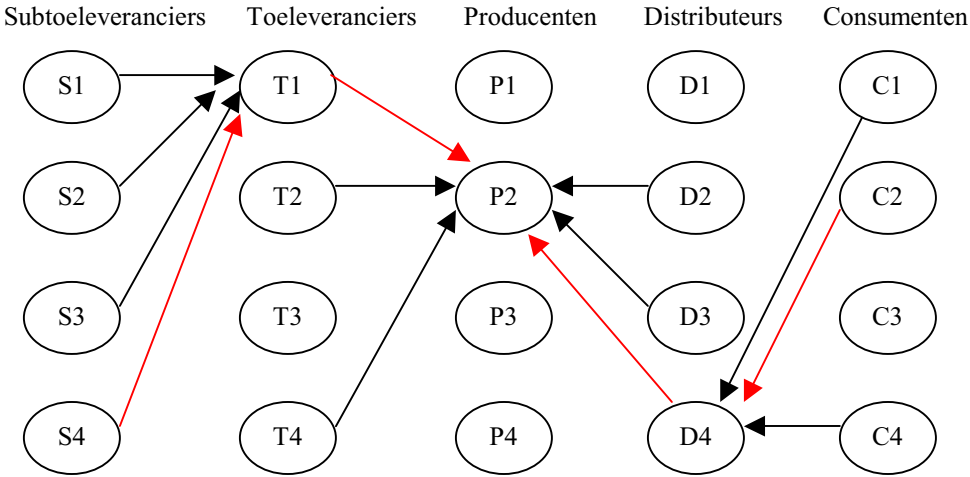 Subtoeleveranciers Toeleveranciers Producenten Distributeurs Consumenten
S1 T1 P1 D1 C1
S2 T2 P2 D2 C2
S3 T3 P3 D3 C3
S4 T4 P4 D4 C4